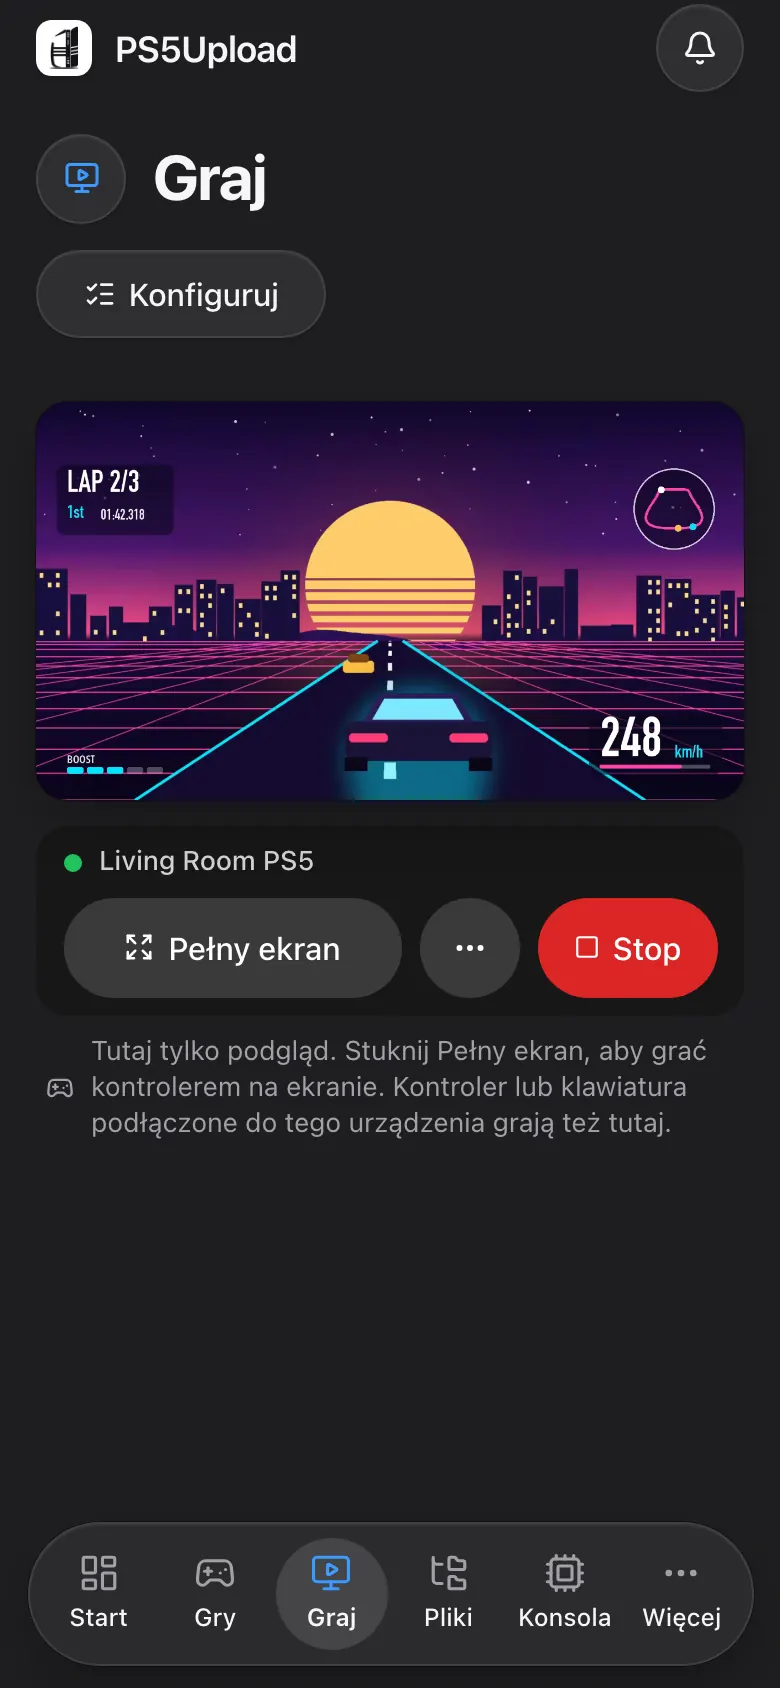 PS5Upload
Graj
Konfiguruj
LAP 2/3
1st 01:42.318
BOOST
248 km/h
Living Room PS5
Pełny ekran
Stop
Tutaj tylko podgląd. Stuknij Pełny ekran, aby grać
kontrolerem na ekranie. Kontroler lub klawiatura
podłączone do tego urządzenia grają też tutaj.
Start Gry Graj Pliki Konsola Więcej